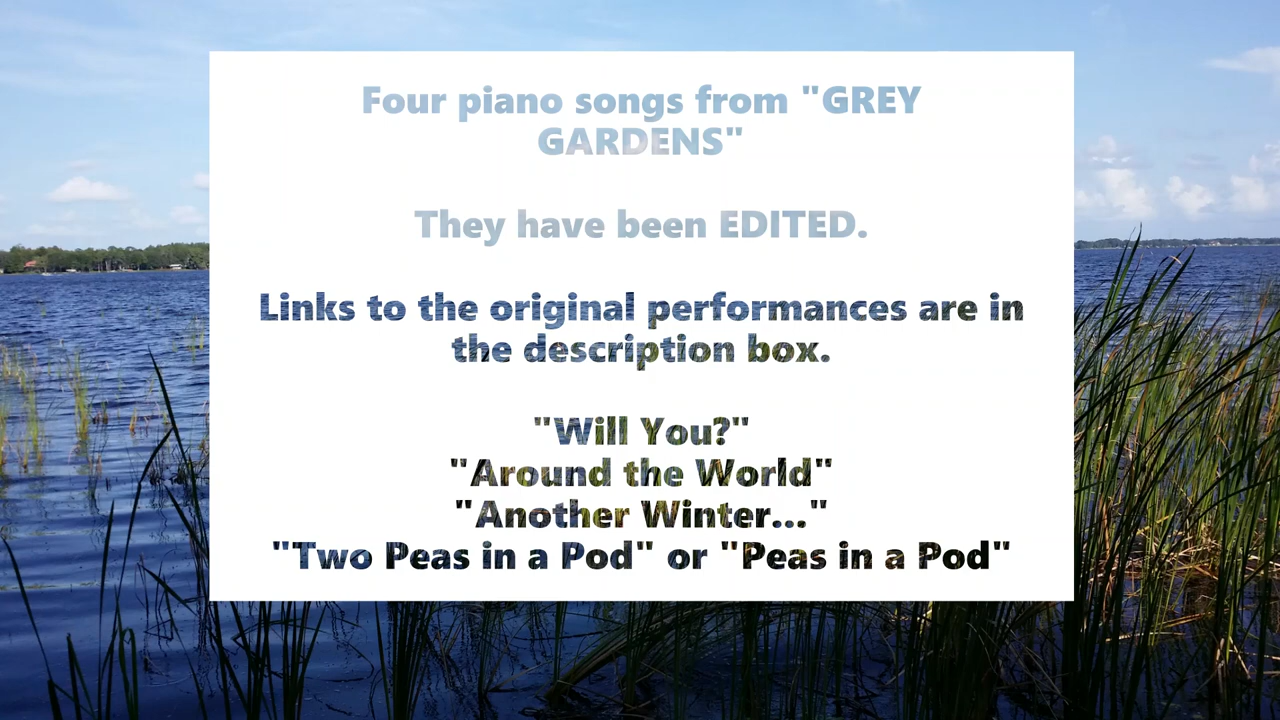 Four piano songs from "GREY
GARDENS"
They have been EDITED.
Links to the original performances are in
the description box.
"Will You?"
"Around the World"
"Another Winter..."
"Two Peas in a Pod" or "Peas in a Pod"